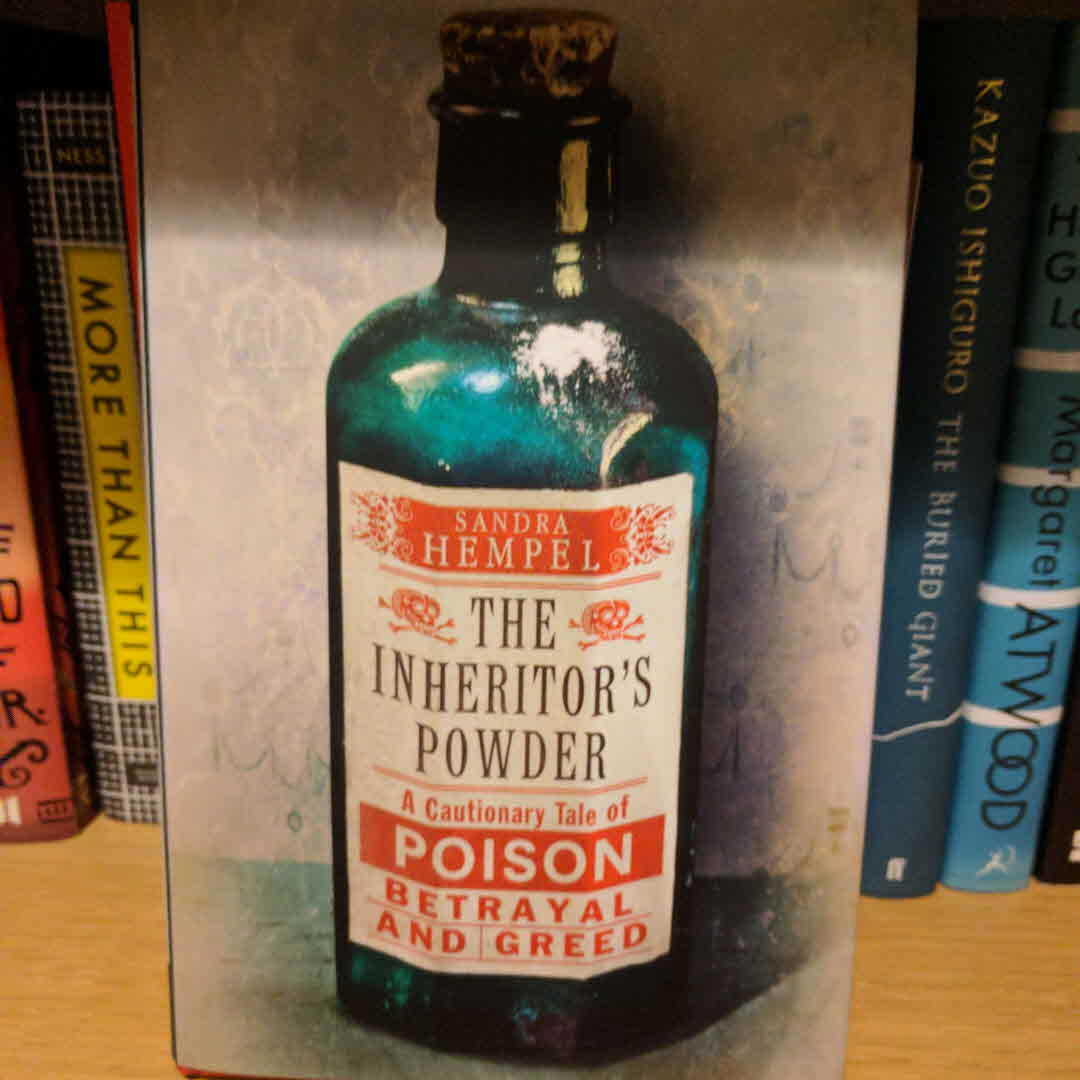 NESS
MORE THAN THIS
SANDRA
HEMPEL
THE
INHERITOR'S
POWDER
A Cautionary Tale of
POISON
BETRAYAL
AND GREED
KAZUO ISHIGURO THE BURIED GIANT
Margaret ATWOOD